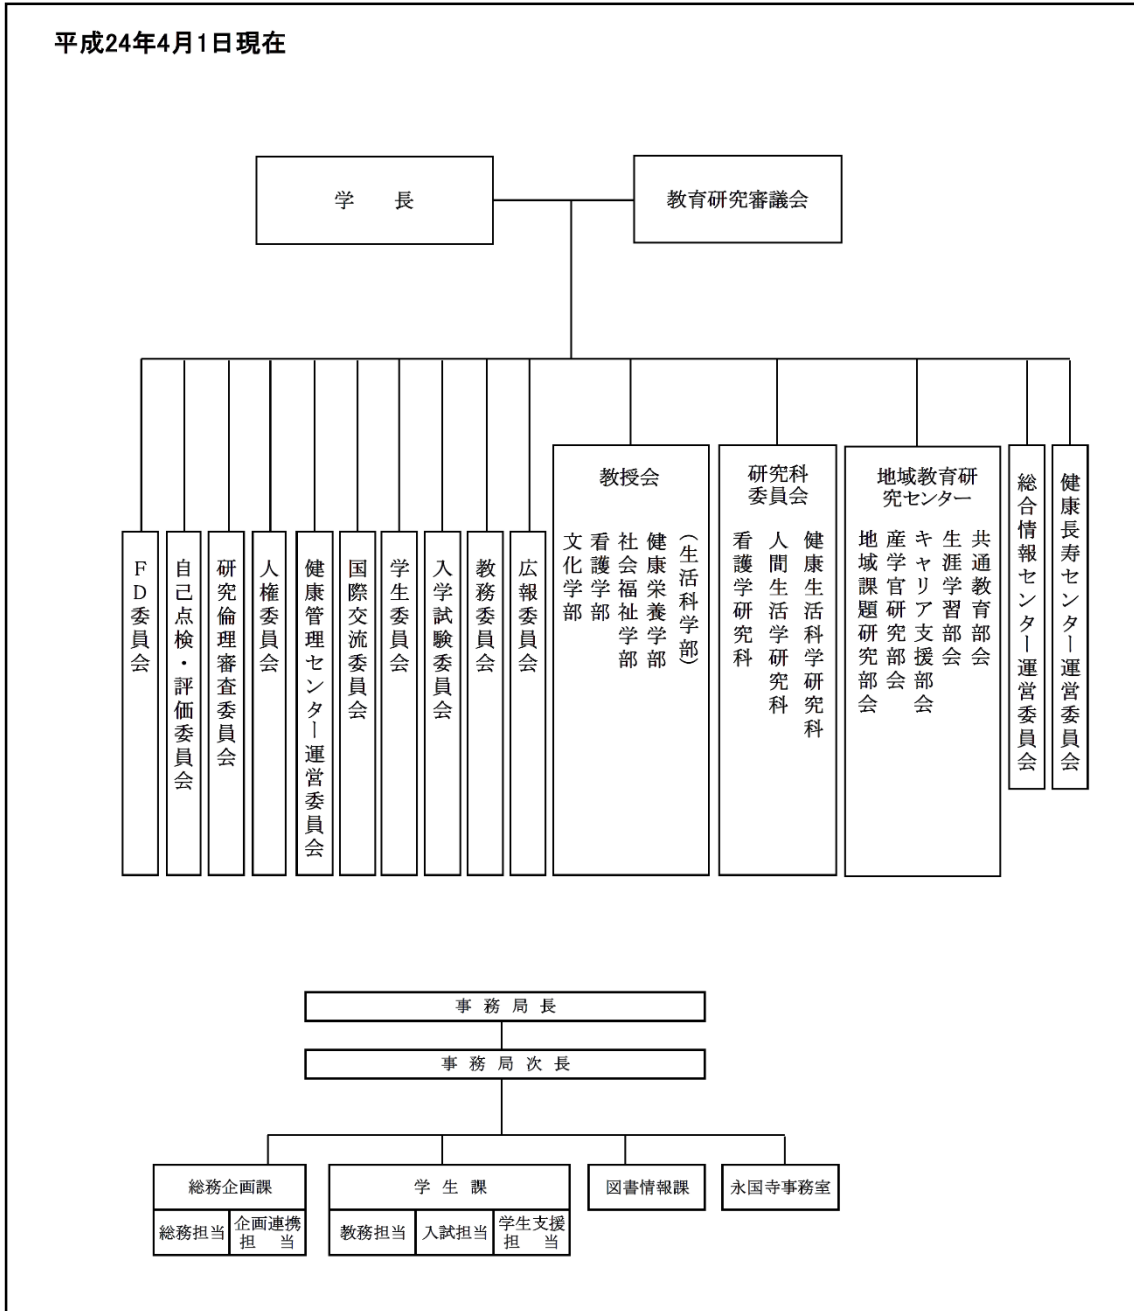 平成24年4月1日現在
学　長
教育研究審議会
FD委員会
自己点検・評価委員会
研究倫理審査委員会
人権委員会
健康管理センター運営委員会
国際交流委員会
学生委員会
入学試験委員会
教務委員会
広報委員会
教授会
文化学部
看護学部
社会福祉学部
健康栄養学部
（生活科学部）
研究科
委員会
看護学研究科
人間生活学研究科
健康生活科学研究科
地域教育研
究センター
地域課題研究部会
産学官研究部会
キャリア支援部会
生涯学習部会
共通教育部会
総合情報センター運営委員会
健康長寿センター運営委員会
事務局長
事務局次長
総務企画課
総務担当
企画連携
担　当
学生課
教務担当
入試担当
学生支援
担　当
図書情報課
永国寺事務室